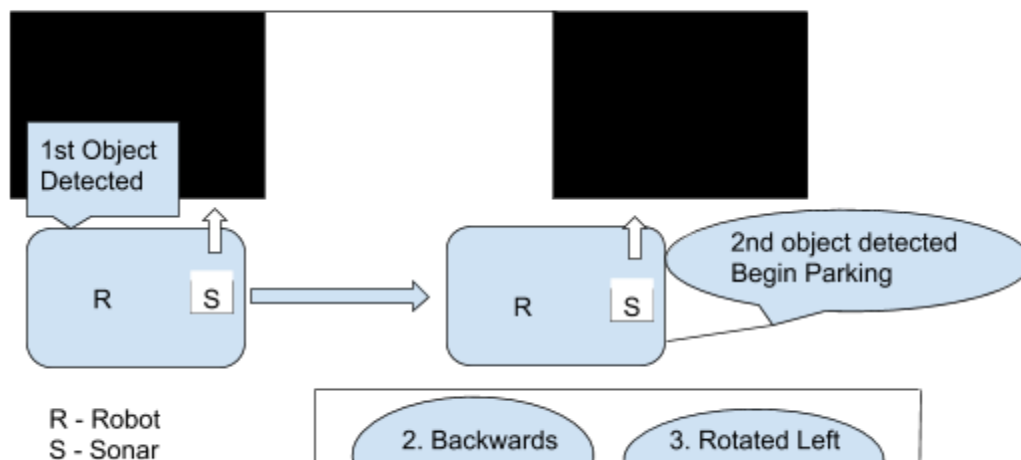 1st Object
Detected
R
S
R
S
2nd object detected
Begin Parking
R - Robot
S - Sonar
2. Backwards
3. Rotated Left